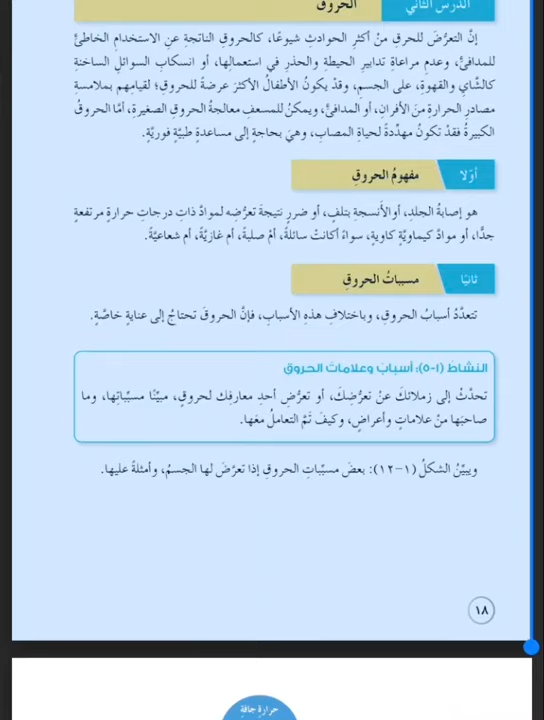 الدرس الثاني
الحروق
إنَّ التعرُّضَ للحرقِ منْ أكثرِ الحوادثِ شيوعًا، كالحروقِ الناتجةِ عنِ الاستخدامِ الخاطئِ
للمدافئِ، وعدمِ مراعاةِ تدابيرِ الحيطةِ والحذرِ في استعمالِها، أو انسكابِ السوائلِ الساخنةِ
كالشَّايِ والقهوةِ، على الجسمِ، وقدْ يكونُ الأطفالُ الأكثرَ عرضةً للحروقِ؛ لقيامِهم بملامسةِ
مصادرِ الحرارةِ منَ الأفرانِ، أو المدافئِ، ويمكنُ للمسعفِ معالجةُ الحروقِ الصغيرةِ، أمّا الحروقُ
الكبيرةُ فقدْ تكونُ مهدِّدةً لحياةِ المصابِ، وهيَ بحاجةٍ إلى مساعدةٍ طبيَّةٍ فوريَّةٍ.
أوّلًا
مفهومُ الحروقِ
هو إصابةُ الجلدِ، أو الأنسجةِ بتلفٍ، أو ضررٍ نتيجةَ تعرُّضِه لموادَّ ذاتِ درجاتِ حرارةٍ مرتفعةٍ
جدًّا، أو موادَّ كيماويَّةٍ كاويةٍ، سواءً أكانتْ سائلةً، أمْ صلبةً، أم غازيَّةً، أم شعاعيَّةً.
ثانيًا
مسبباتُ الحروقِ
تتعدَّدُ أسبابُ الحروقِ، وباختلافِ هذهِ الأسبابِ، فإنَّ الحروقَ تحتاجُ إلى عنايةٍ خاصَّةٍ.
النشاطُ (١-٥): أسبابُ وعلاماتُ الحروقِ
تحدَّثْ إلى زملائكَ عنْ تعرُّضِكَ، أو تعرُّضِ أحدِ معارفِك لحروقٍ، مبيِّنًا مسبِّباتِها، وما
صاحبَها منْ علاماتٍ وأعراضٍ، وكيفَ تَمَّ التعاملُ معَها.
ويبيِّنُ الشكلُ (١-١٢): بعضَ مسبِّباتِ الحروقِ إذا تعرَّضَ لها الجسمُ، وأمثلةً عليها.
١٨
حرارة جافة